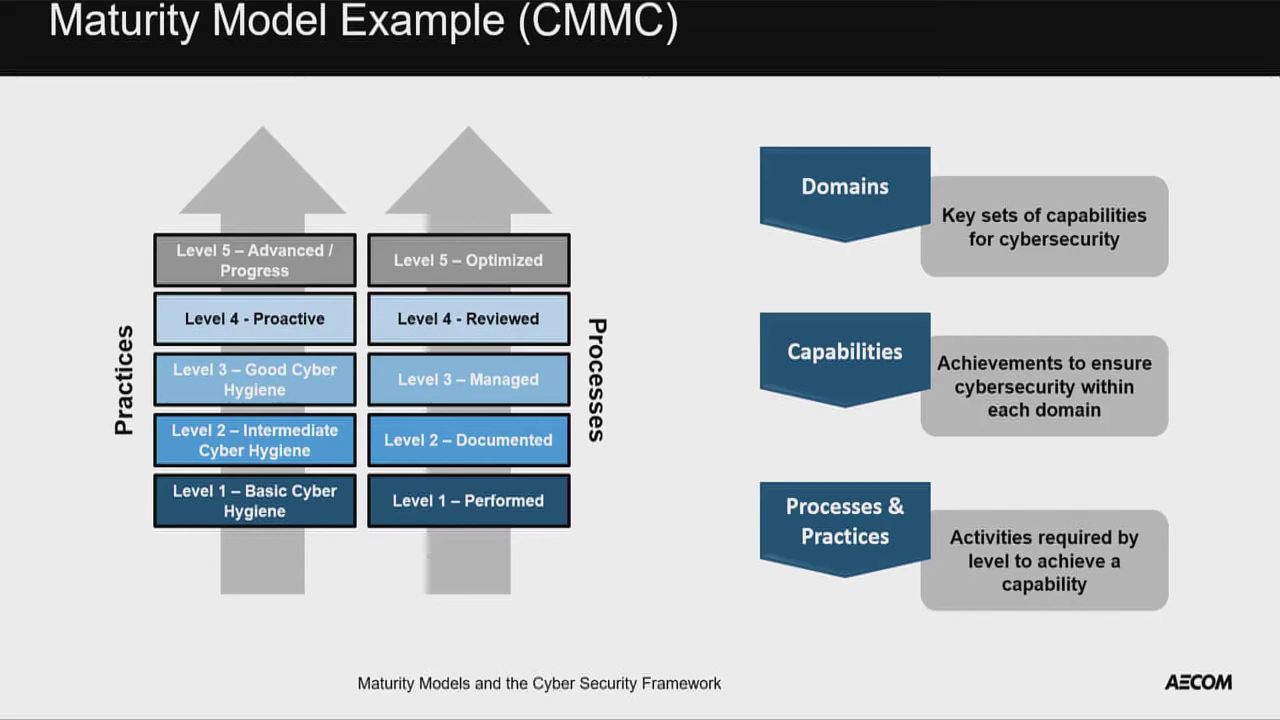 Maturity Model Example (CMMC)
Practices
Level 5 – Advanced /
Progress
Level 4 - Proactive
Level 3 – Good Cyber
Hygiene
Level 2 – Intermediate
Cyber Hygiene
Level 1 – Basic Cyber
Hygiene
Level 5 – Optimized
Level 4 - Reviewed
Level 3 – Managed
Level 2 – Documented
Level 1 – Performed
Processes
Domains
Key sets of capabilities
for cybersecurity
Capabilities
Achievements to ensure
cybersecurity within
each domain
Processes &
Practices
Activities required by
level to achieve a
capability
Maturity Models and the Cyber Security Framework
AECOM